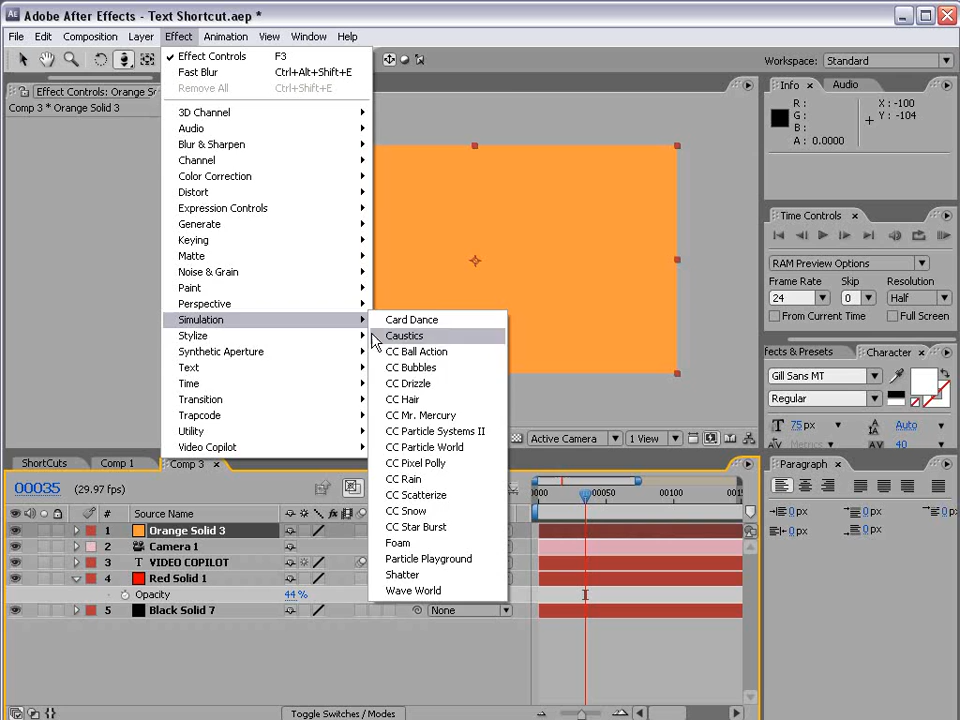 Adobe After Effects - Text Shortcut.aep *
File Edit Composition Layer Effect Animation View Window Help
Workspace: Standard
Effect Controls: Orange So
Comp 3 * Orange Solid 3
Effect Controls F3
Fast Blur Ctrl+Alt+Shift+E
Remove All Ctrl+Shift+E
3D Channel
Audio
Blur & Sharpen
Channel
Color Correction
Distort
Expression Controls
Generate
Keying
Matte
Noise & Grain
Paint
Perspective
Simulation
Stylize
Synthetic Aperture
Text
Time
Transition
Trapcode
Utility
Video Copilot
Card Dance
Caustics
CC Ball Action
CC Bubbles
CC Drizzle
CC Hair
CC Mr. Mercury
CC Particle Systems II
CC Particle World
CC Pixel Polly
CC Rain
CC Scatterize
CC Snow
CC Star Burst
Foam
Particle Playground
Shatter
Wave World
Info Audio
R : X : -100
G : Y : -104
B :
A : 0.0000
Time Controls
RAM Preview Options
Frame Rate Skip Resolution
24 0 Half
From Current Time Full Screen
ffects & Presets Character
Gill Sans MT
Regular
75 px Auto
Metrics 40
Active Camera 1 View
Paragraph
0 px 0 px 0 px
0 px 0 px
ShortCuts Comp 1 Comp 3
00035 (29.97 fps)
0000 00050 00100 0015
# Source Name
1 Orange Solid 3
2 Camera 1
3 T VIDEO COPILOT
4 Red Solid 1
Opacity 44 %
5 Black Solid 7 None
Toggle Switches / Modes